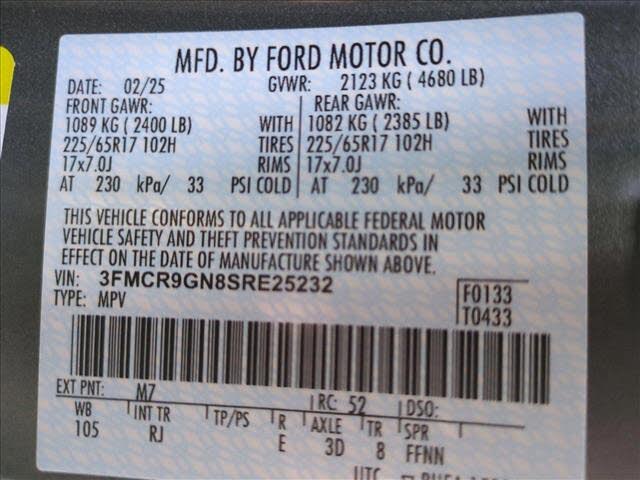 MFD. BY FORD MOTOR CO.
DATE: 02/25 GVWR: 2123 KG ( 4680 LB)
FRONT GAWR: REAR GAWR:
1089 KG ( 2400 LB) WITH 1082 KG ( 2385 LB) WITH
225/65R17 102H TIRES 225/65R17 102H TIRES
17x7.0J RIMS 17x7.0J RIMS
AT 230 kPa/ 33 PSI COLD AT 230 kPa/ 33 PSI COLD
THIS VEHICLE CONFORMS TO ALL APPLICABLE FEDERAL MOTOR
VEHICLE SAFETY AND THEFT PREVENTION STANDARDS IN
EFFECT ON THE DATE OF MANUFACTURE SHOWN ABOVE.
VIN: 3FMCR9GN8SRE25232 F0133
TYPE: MPV T0433
EXT PNT: M7 RC: 52 DSO:
WB INT TR TP/PS R AXLE TR SPR
105 RJ E 3D 8 FFNN
UTC